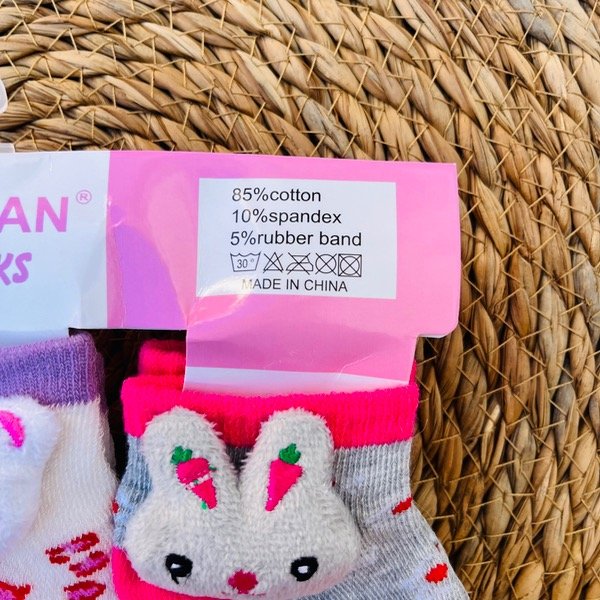 AN®
KS
85%cotton
10%spandex
5%rubber band
30°
MADE IN CHINA